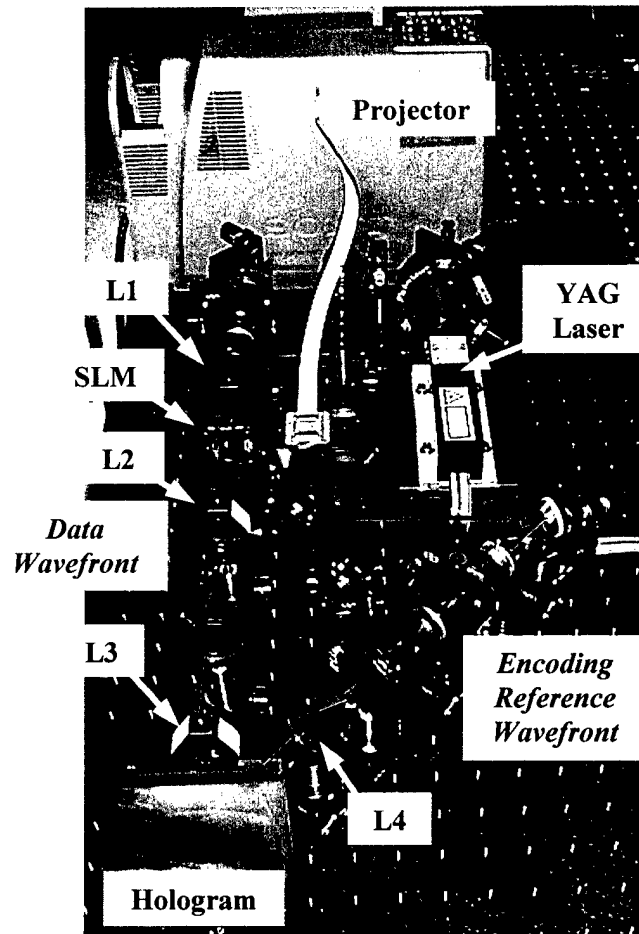 Projector
L1
YAG
Laser
SLM
L2
Data
Wavefront
L3
Encoding
Reference
Wavefront
L4
Hologram